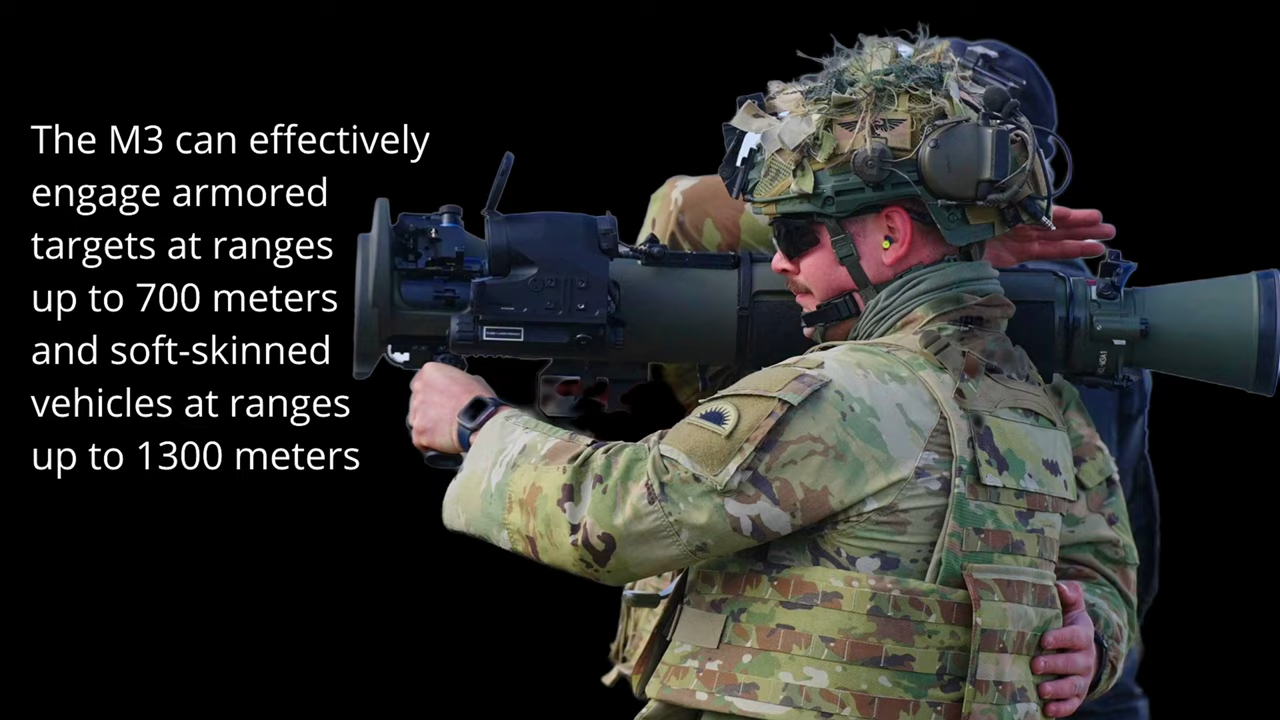 The M3 can effectively
engage armored
targets at ranges
up to 700 meters
and soft-skinned
vehicles at ranges
up to 1300 meters